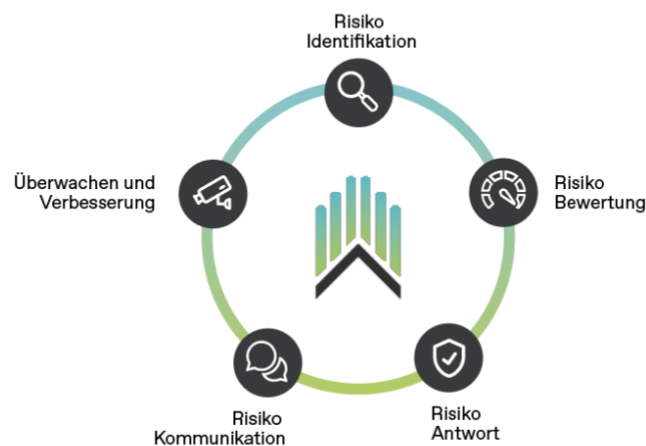 Risiko
Identifikation
Risiko
Bewertung
Risiko
Antwort
Risiko
Kommunikation
Überwachen und
Verbesserung